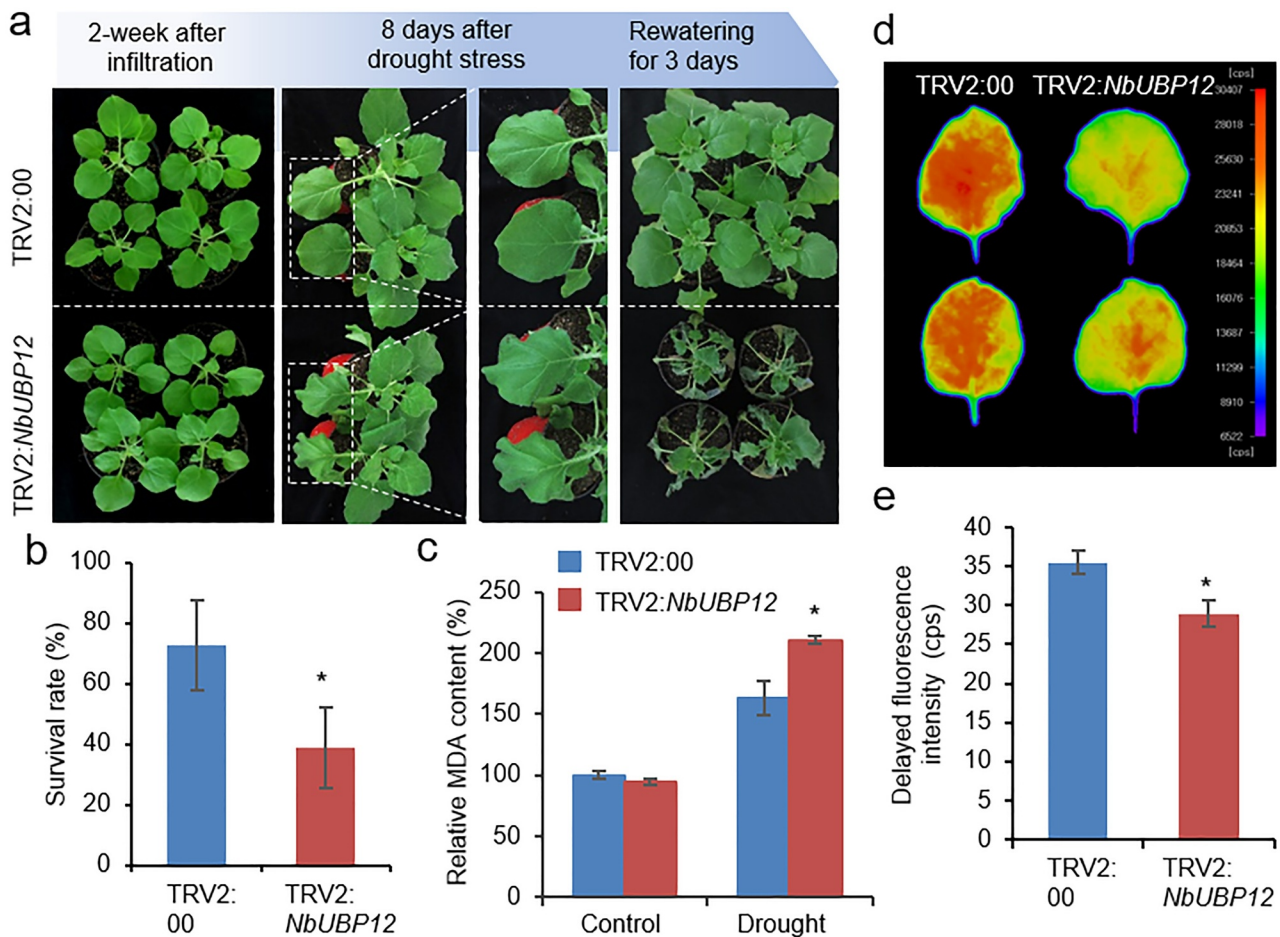 a
2-week after
infiltration
8 days after
drought stress
Rewatering
for 3 days
TRV2:00
TRV2:NbUBP12
b
Survival rate (%)
100
80
60
40
20
0
*
TRV2:
00
TRV2:
NbUBP12
c
TRV2:00
TRV2:NbUBP12
Relative MDA content (%)
250
200
150
100
50
0
*
Control
Drought
d
TRV2:00
TRV2:NbUBP12
[cps]
30407
28018
25630
23241
20853
18464
16076
13687
11299
8910
6522
[cps]
e
Delayed fluorescence
intensity (cps)
40
35
30
25
20
15
10
5
0
*
TRV2:
00
TRV2:
NbUBP12